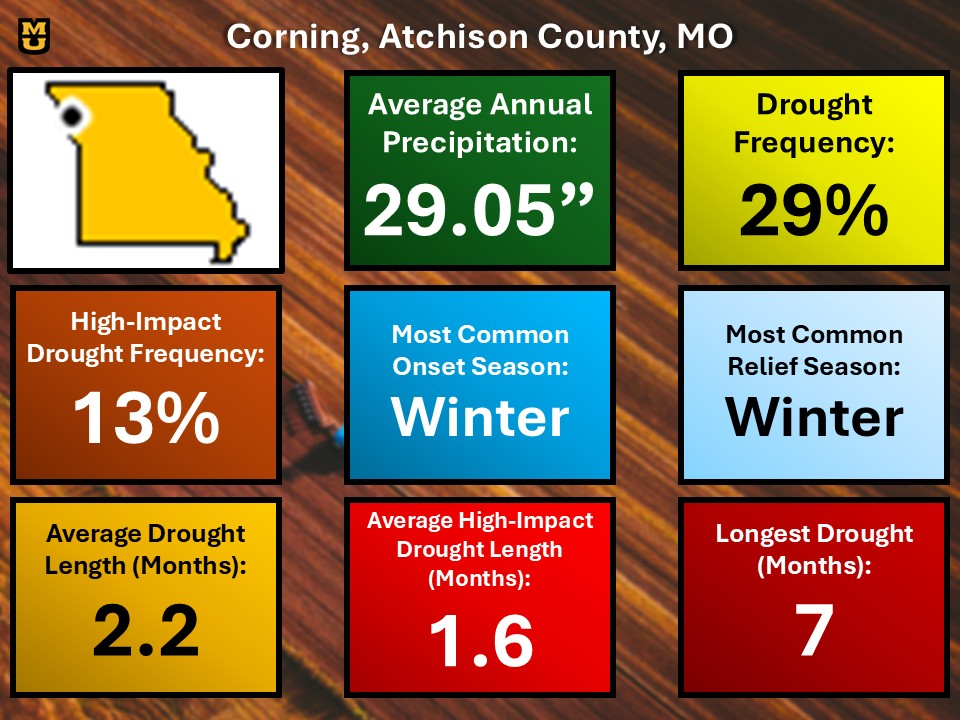 MU
Corning, Atchison County, MO
Average Annual
Precipitation:
29.05”
Drought
Frequency:
29%
High-Impact
Drought Frequency:
13%
Most Common
Onset Season:
Winter
Most Common
Relief Season:
Winter
Average Drought
Length (Months):
2.2
Average High-Impact
Drought Length
(Months):
1.6
Longest Drought
(Months):
7